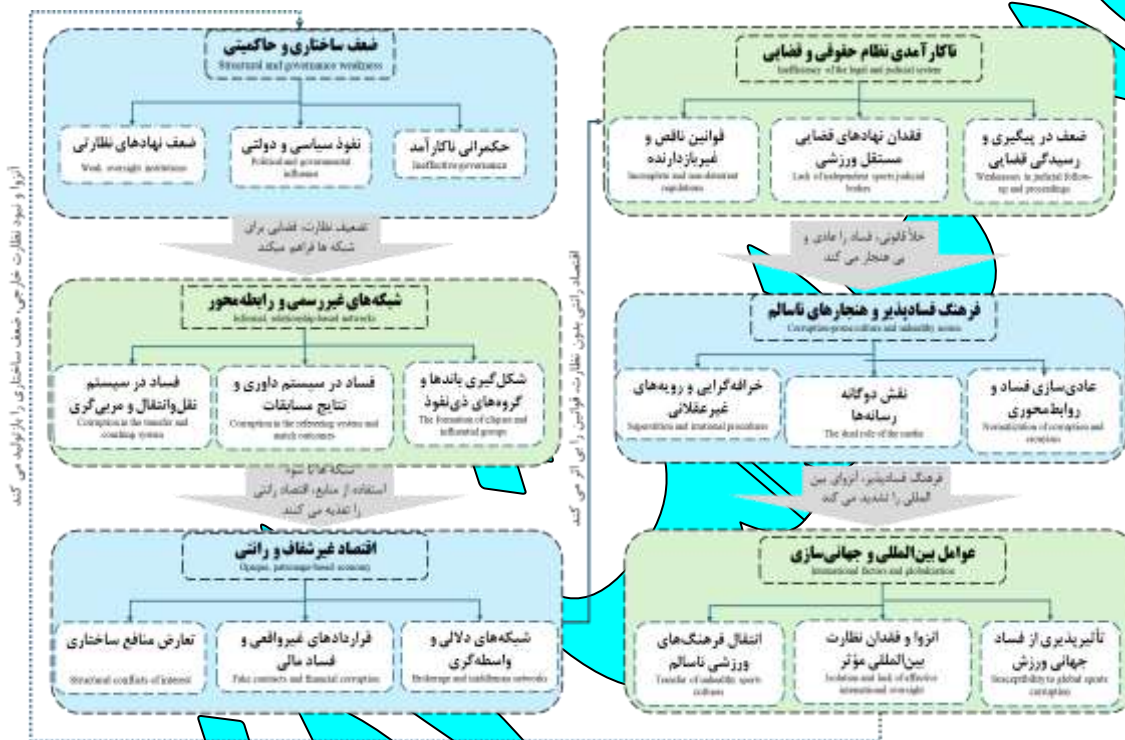 ضعف ساختاری و حاکمیتی
Structural and governance weakness
ضعف نهادهای نظارتی
Weak oversight institutions
نفوذ سیاسی و دولتی
Political and governmental
influence
حکمرانی ناکارآمد
Ineffective governance
تضعیف نظارت، فضایی برای
شبکه ها فراهم میکند
شبکه‌های غیررسمی و رابطه‌محور
Informal, relationship-based networks
فساد در سیستم
نقل‌وانتقال و مربی‌گری
Corruption in the transfer and
coaching system
فساد در سیستم داوری و
نتایج مسابقات
Corruption in the refereeing system and
match outcomes
شکل‌گیری باندها و
گروه‌های ذی‌نفوذ
The formation of cliques and
influential groups
شبکه ها با سوء
استفاده از منابع، اقتصاد رانتی
را تغذیه می کنند
اقتصاد غیرشفاف و رانتی
Opaque, patronage-based economy
تعارض منافع ساختاری
Structural conflicts of interest
قراردادهای غیرواقعی و
فساد مالی
Fake contracts and financial corruption
شبکه‌های دلالی و
واسطه‌گری
Brokerage and middleman networks
انزوا و نبود نظارت خارجی، ضعف ساختاری را بازتولید می کند
اقتصاد رانتی بدون نظارت، قوانین را بی اثر می کند
ناکارآمدی نظام حقوقی و قضایی
Inefficiency of the legal and judicial system
قوانین ناقص و
غیربازدارنده
Incomplete and non-deterrent
regulations
فقدان نهادهای قضایی
مستقل ورزشی
Lack of independent sports judicial
bodies
ضعف در پیگیری و
رسیدگی قضایی
Weaknesses in judicial follow-
up and proceedings
خلأ قانونی، فساد را عادی و
بی هنجار می کند
فرهنگ فسادپذیر و هنجارهای ناسالم
Corruption-prone culture and unhealthy norms
خرافه‌گرایی و رویه‌های
غیرعقلانی
Superstition and irrational procedures
نقش دوگانه
رسانه‌ها
The dual role of the media
عادی‌سازی فساد و
روابط‌محوری
Normalization of corruption and
فرهنگ فسادپذیر، انزوای بین
المللی را تشدید می کند
عوامل بین‌المللی و جهانی‌سازی
International factors and globalization
انتقال فرهنگ‌های
ورزشی ناسالم
Transfer of unhealthy sports
cultures
انزوا و فقدان نظارت
بین‌المللی مؤثر
Isolation and lack of effective
international oversight
تأثیرپذیری از فساد
جهانی ورزش
Susceptibility to global sports
corruption